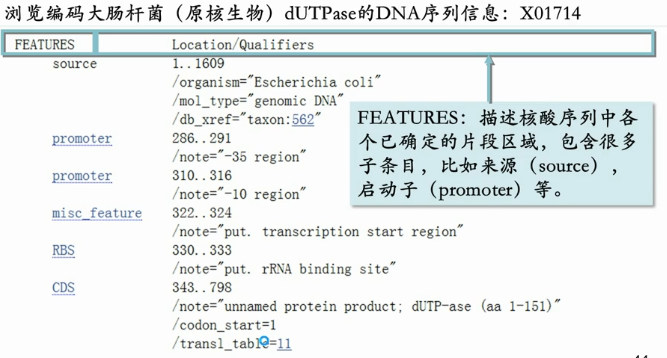 浏览编码大肠杆菌（原核生物）dUTPase的DNA序列信息：X01714
FEATURES Location/Qualifiers
source 1..1609
/organism="Escherichia coli"
/mol_type="genomic DNA"
/db_xref="taxon:562"
promoter 286..291
/note="-35 region"
promoter 310..316
/note="-10 region"
misc_feature 322..324
/note="put. transcription start region"
RBS 330..333
/note="put. rRNA binding site"
CDS 343..798
/note="unnamed protein product; dUTP-ase (aa 1-151)"
/codon_start=1
/transl_table=11
FEATURES：描述核酸序列中各
个已确定的片段区域，包含很多
子条目，比如来源（source），
启动子（promoter）等。